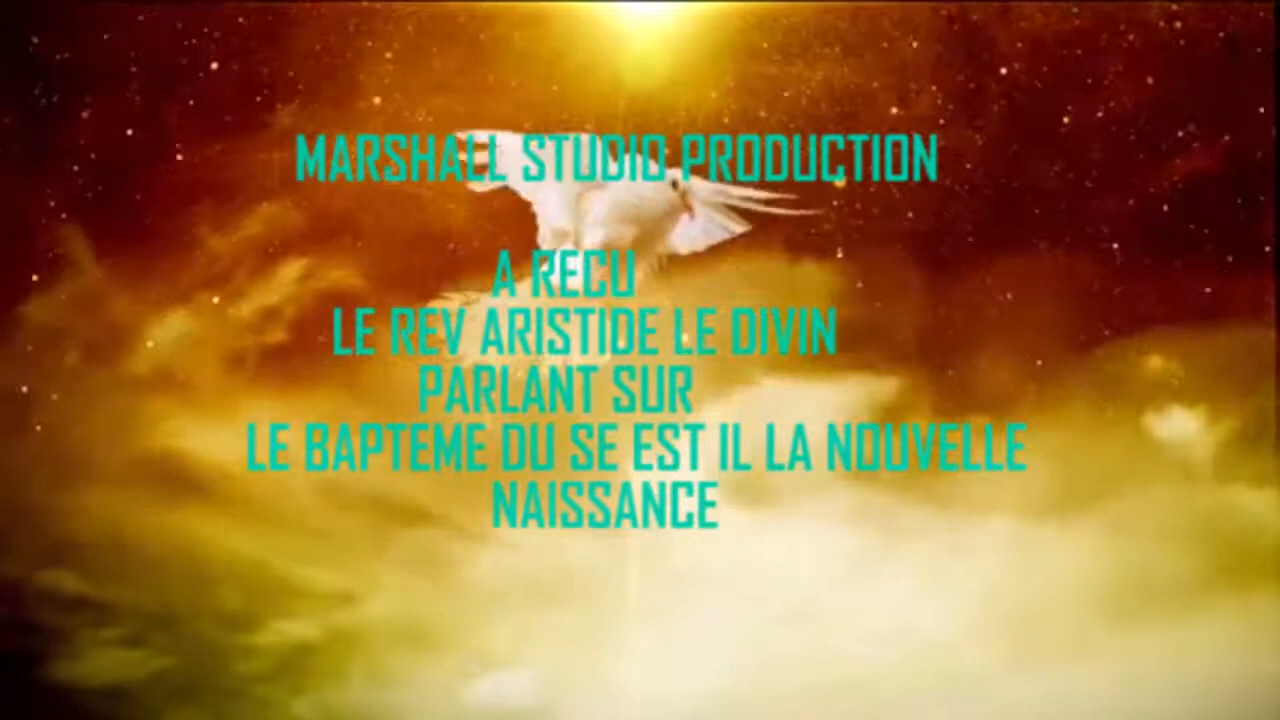 MARSHALL STUDIO PRODUCTION
A RECU
LE REV ARISTIDE LE DIVIN
PARLANT SUR
LE BAPTEME DU SE EST IL LA NOUVELLE
NAISSANCE